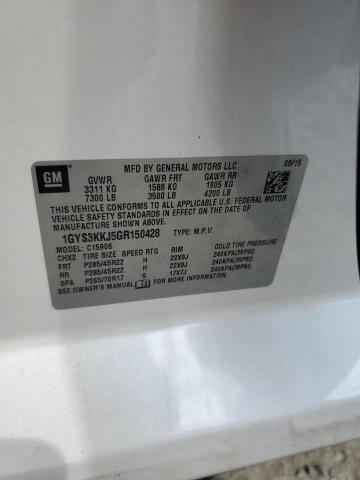 GM
MFD BY GENERAL MOTORS LLC 09/15
GVWR GAWR FRT GAWR RR
3311 KG 1588 KG 1905 KG
7300 LB 3500 LB 4200 LB
THIS VEHICLE CONFORMS TO ALL APPLICABLE U.S. FEDERAL
MOTOR VEHICLE SAFETY STANDARDS IN EFFECT ON THE DATE OF
MANUFACTURE SHOWN ABOVE.
1GYS3KKJ5GR150428 TYPE: M.P.V.
MODEL: C15906
CHX2 TIRE SIZE SPEED RTG RIM COLD TIRE PRESSURE
FRT P285/45R22 H 22X9J 240KPA(35PSI)
RR P285/45R22 H 22X9J 240KPA(35PSI)
SPA P265/70R17 S 17X7J 240KPA(35PSI)
SEE OWNER'S MANUAL FOR MORE INFORMATION.